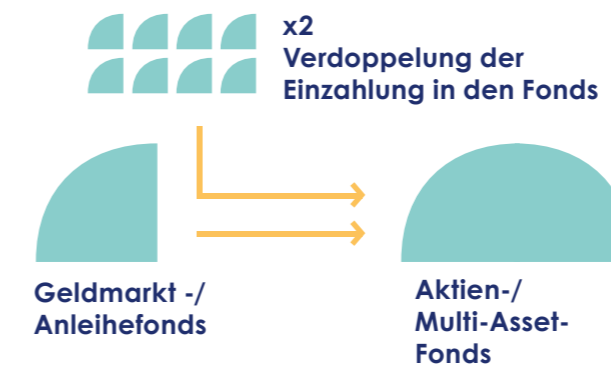 x2
Verdoppelung der
Einzahlung in den Fonds
Geldmarkt -/
Anleihefonds
Aktien-/
Multi-Asset-
Fonds